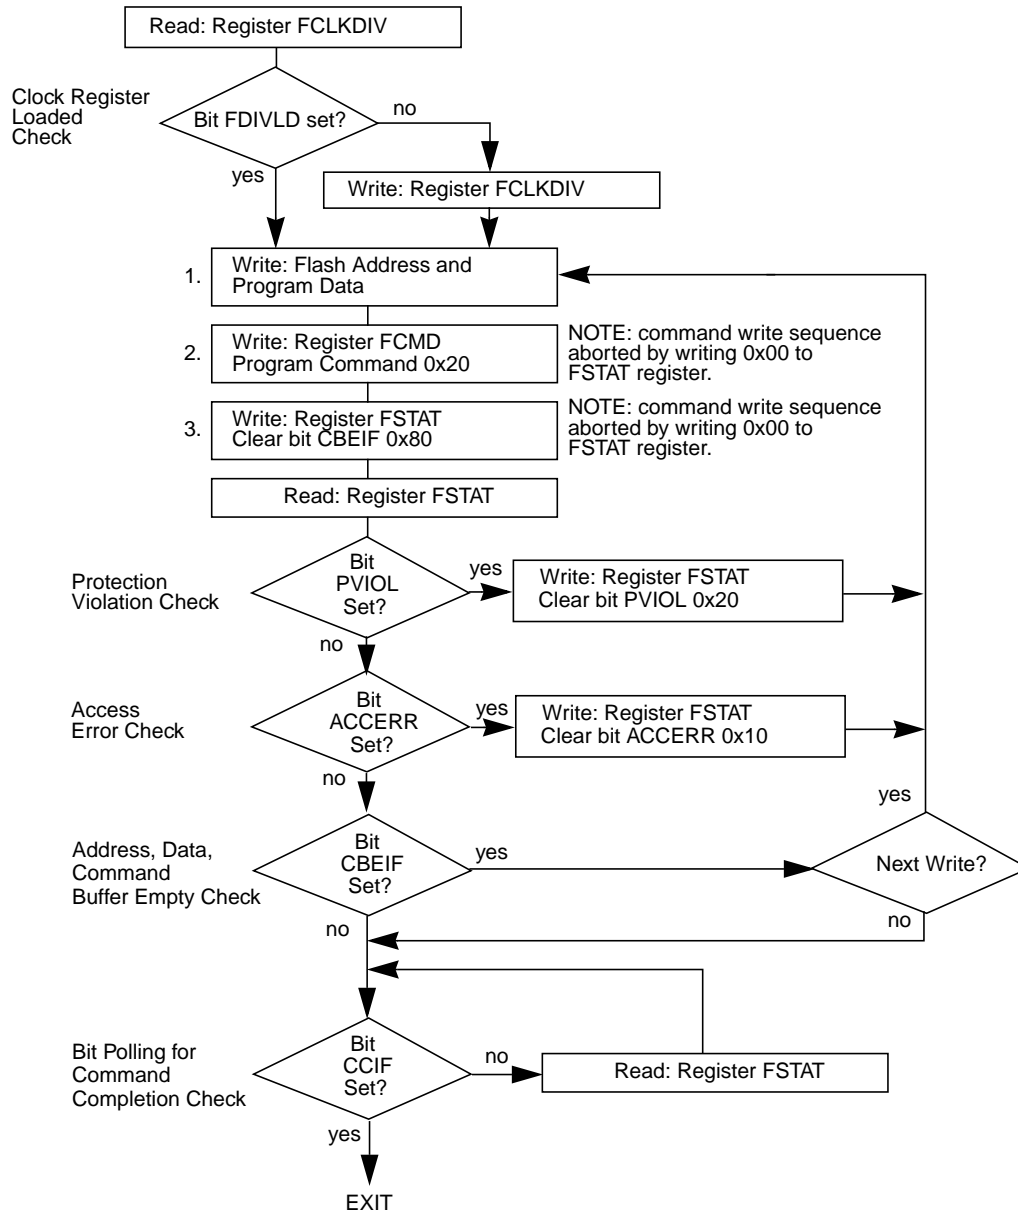 Read: Register FCLKDIV
Clock Register
Loaded
Check
Bit FDIVLD set?
no
yes
Write: Register FCLKDIV
1.
Write: Flash Address and
Program Data
2.
Write: Register FCMD
Program Command 0x20
NOTE: command write sequence
aborted by writing 0x00 to
FSTAT register.
3.
Write: Register FSTAT
Clear bit CBEIF 0x80
NOTE: command write sequence
aborted by writing 0x00 to
FSTAT register.
Read: Register FSTAT
Protection
Violation Check
Bit
PVIOL
Set?
yes
Write: Register FSTAT
Clear bit PVIOL 0x20
no
Access
Error Check
Bit
ACCERR
Set?
yes
Write: Register FSTAT
Clear bit ACCERR 0x10
no
yes
Address, Data,
Command
Buffer Empty Check
Bit
CBEIF
Set?
yes
Next Write?
no
no
Bit Polling for
Command
Completion Check
Bit
CCIF
Set?
no
Read: Register FSTAT
yes
EXIT